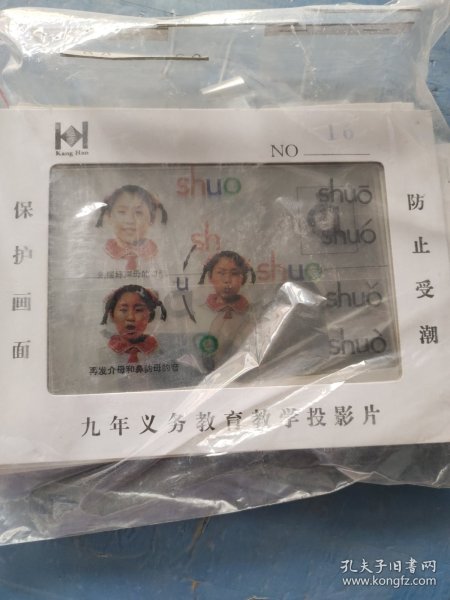 Kang Hao
NO 16
保护画面
防止受潮
shuo
sh
u
shuo
shuō
shuó
shuǒ
shuò
再发介母和鼻韵母的音
九年义务教育教学投影片
孔夫子旧书网
www.kongfz.com